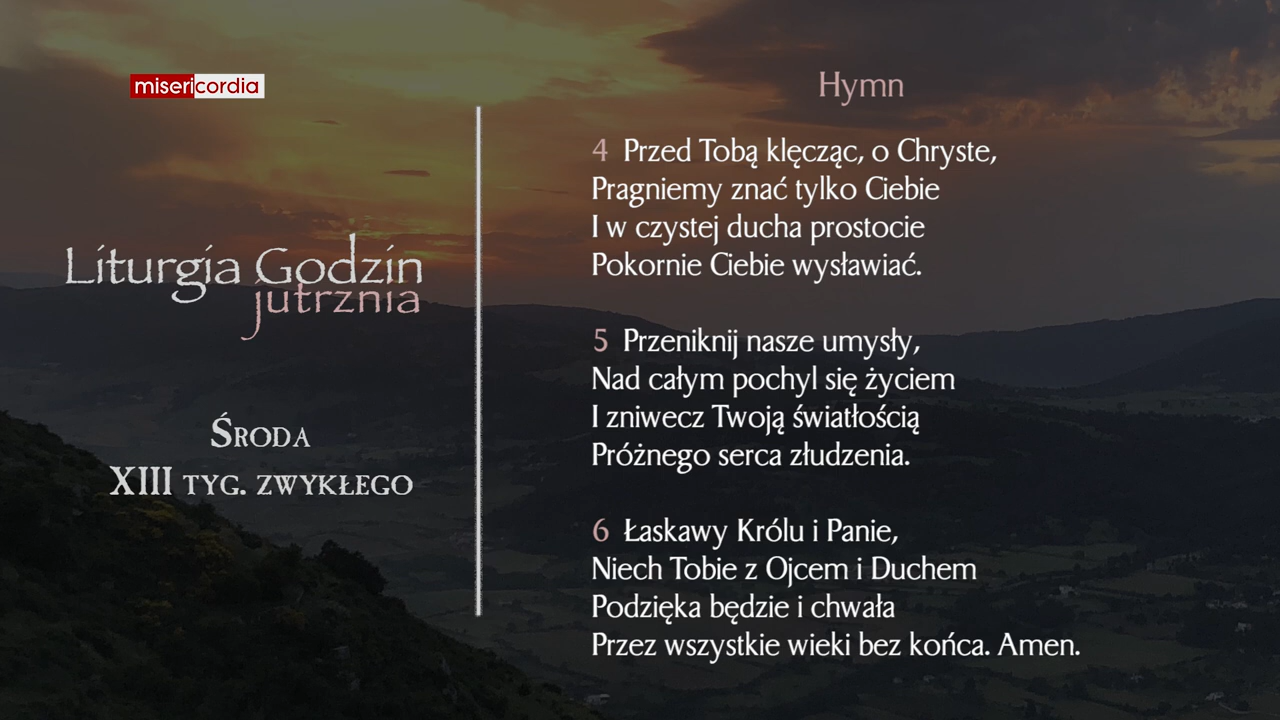 misericordia
Liturgia Godzin
jutrznia
Środa
XIII tyg. zwykłego
Hymn
4 Przed Tobą klęcząc, o Chryste,
Pragniemy znać tylko Ciebie
I w czystej ducha prostocie
Pokornie Ciebie wysławiać.
5 Przeniknij nasze umysły,
Nad całym pochyl się życiem
I zniwecz Twoją światłością
Próżnego serca złudzenia.
6 Łaskawy Królu i Panie,
Niech Tobie z Ojcem i Duchem
Podzięka będzie i chwała
Przez wszystkie wieki bez końca. Amen.